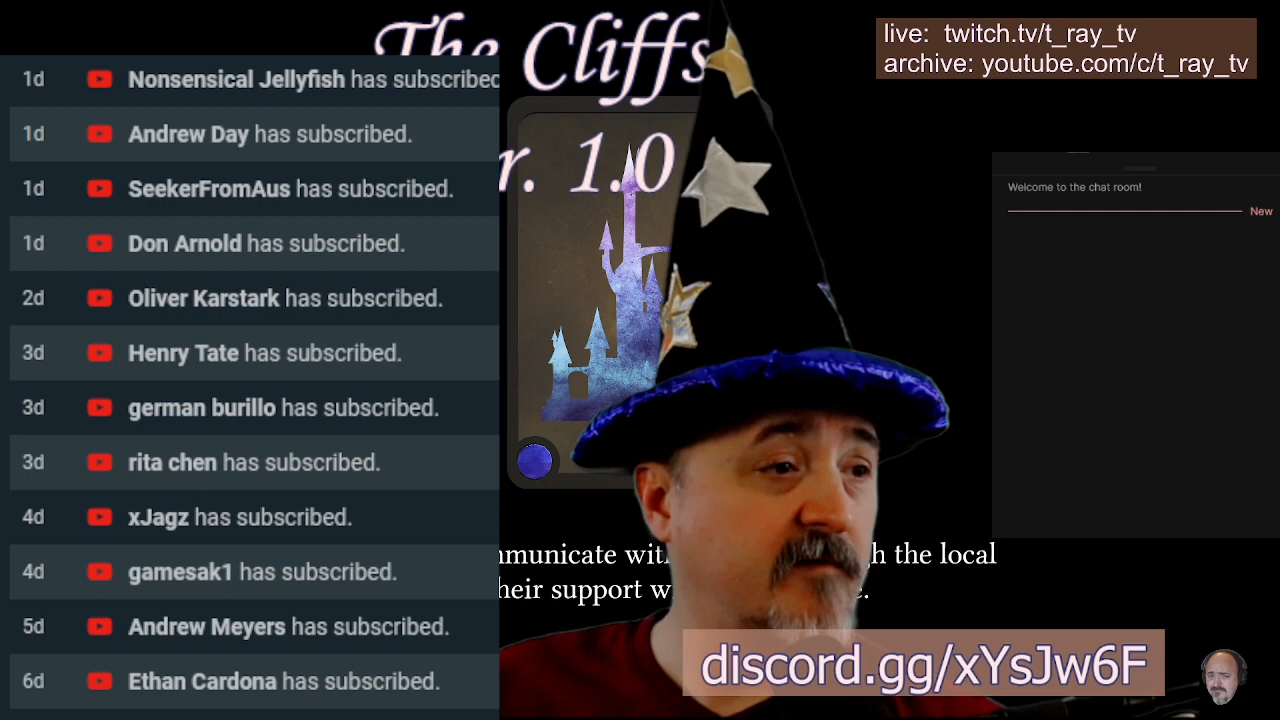 The Cliffs
r. 1.0
live: twitch.tv/t_ray_tv
archive: youtube.com/c/t_ray_tv
1d Nonsensical Jellyfish has subscribed
1d Andrew Day has subscribed.
1d SeekerFromAus has subscribed.
1d Don Arnold has subscribed.
2d Oliver Karstark has subscribed.
3d Henry Tate has subscribed.
3d german burillo has subscribed.
3d rita chen has subscribed.
4d xJagz has subscribed.
4d gamesak1 has subscribed.
5d Andrew Meyers has subscribed.
6d Ethan Cardona has subscribed.
Welcome to the chat room!
New
the local
support
discord.gg/xYsJw6F